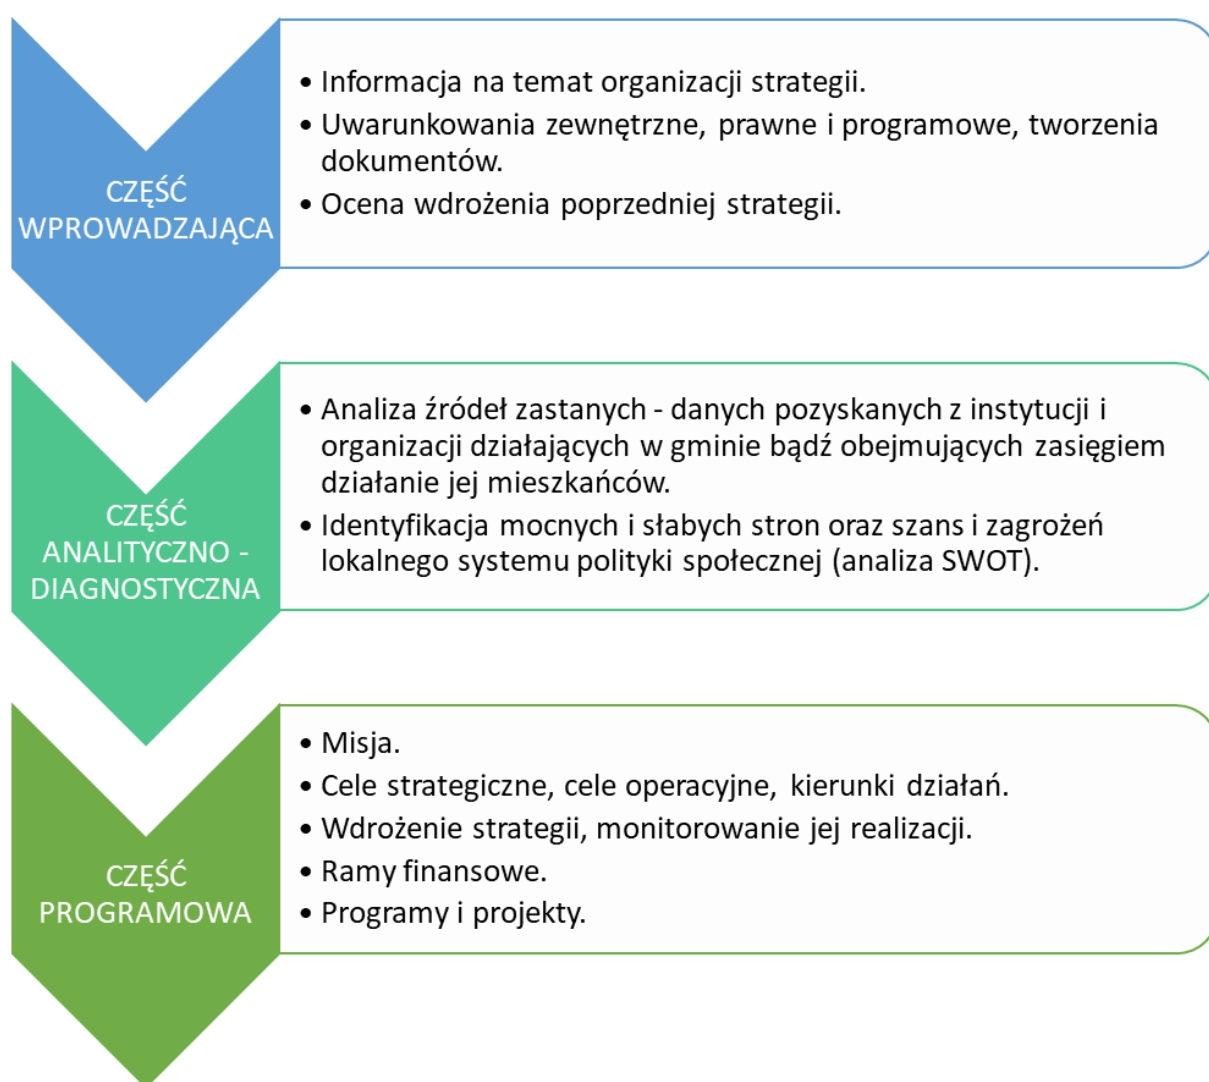 CZĘŚĆ
WPROWADZAJĄCA
• Informacja na temat organizacji strategii.
• Uwarunkowania zewnętrzne, prawne i programowe, tworzenia
dokumentów.
• Ocena wdrożenia poprzedniej strategii.
CZĘŚĆ
ANALITYCZNO -
DIAGNOSTYCZNA
• Analiza źródeł zastanych - danych pozyskanych z instytucji i
organizacji działających w gminie bądź obejmujących zasięgiem
działanie jej mieszkańców.
• Identyfikacja mocnych i słabych stron oraz szans i zagrożeń
lokalnego systemu polityki społecznej (analiza SWOT).
CZĘŚĆ
PROGRAMOWA
• Misja.
• Cele strategiczne, cele operacyjne, kierunki działań.
• Wdrożenie strategii, monitorowanie jej realizacji.
• Ramy finansowe.
• Programy i projekty.